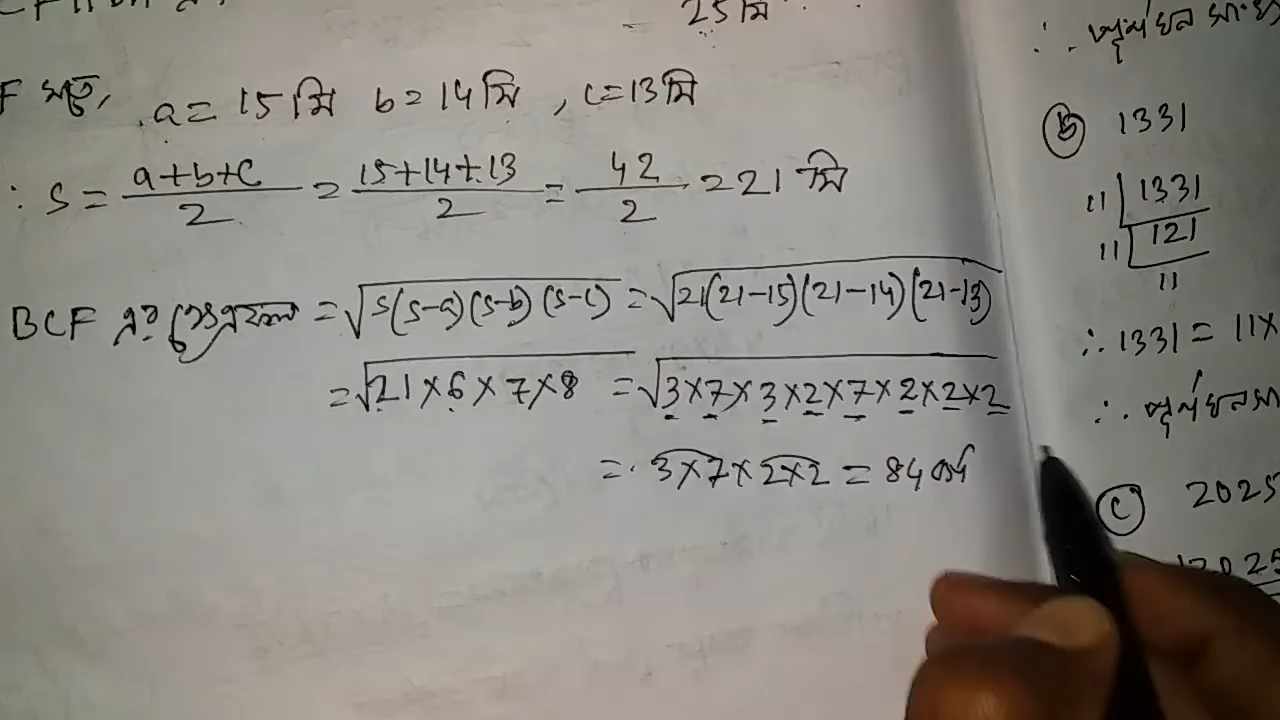 25 মি
a = 15 মি b = 14 মি , c = 13 মি
∴ S = a+b+c/2 = 15+14+13/2 = 42/2 = 21 মি
BCF এর ক্ষেত্রফল = √s(s-a)(s-b)(s-c) = √21(21-15)(21-14)(21-13)
= √21×6×7×8 = √3×7×3×2×7×2×2×2
= 3×7×2×2 = 84 বর্গ
∴ পূর্ণঘন
ⓑ 1331
11 | 1331
11 | 121
11
∴ 1331 = 11×
∴ পূর্ণঘন
ⓒ 2025